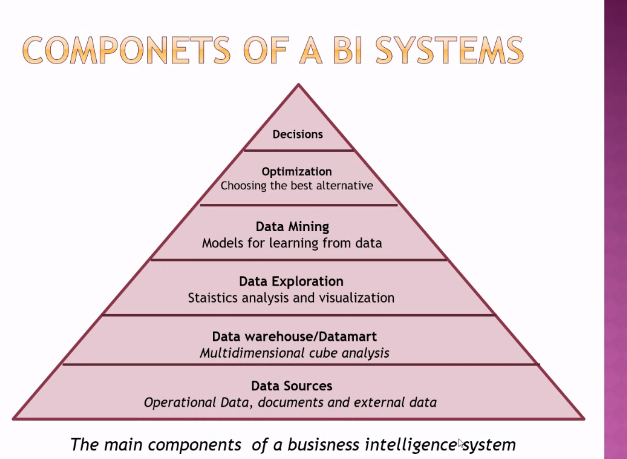 COMPONETS OF A BI SYSTEMS
Decisions
Optimization
Choosing the best alternative
Data Mining
Models for learning from data
Data Exploration
Staistics analysis and visualization
Data warehouse/Datamart
Multidimensional cube analysis
Data Sources
Operational Data, documents and external data
The main components of a busisness intelligence system